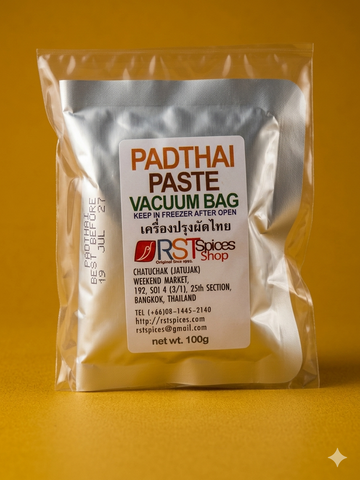 PADTHAI
PASTE
VACUUM BAG
KEEP IN FREEZER AFTER OPEN
เครื่องปรุงผัดไทย
RST Spices
Shop
Original since 1990.
CHATUCHAK (JATUJAK)
WEEKEND MARKET,
192, SOI 4 (3/1), 25th SECTION,
BANGKOK, THAILAND
TEL (+66)08-1445-2140
http://rstspices.com
rstspices@gmail.com
net wt. 100g
PADTHAI
BEST BEFORE
19 JUL 27